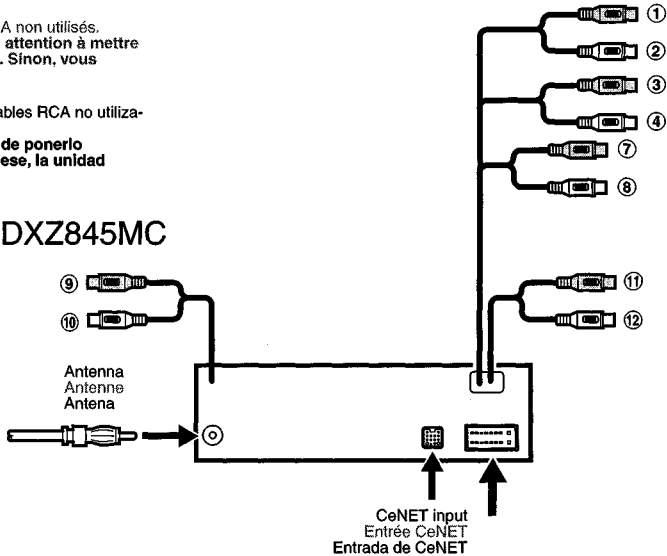 A non utilisés.
attention à mettre
. Sinon, vous
ables RCA no utiliza-
de ponerlo
ese, la unidad
DXZ845MC
①
②
③
④
⑦
⑧
⑨
⑩
⑪
⑫
Antenna
Antenne
Antena
CeNET input
Entrée CeNET
Entrada de CeNET